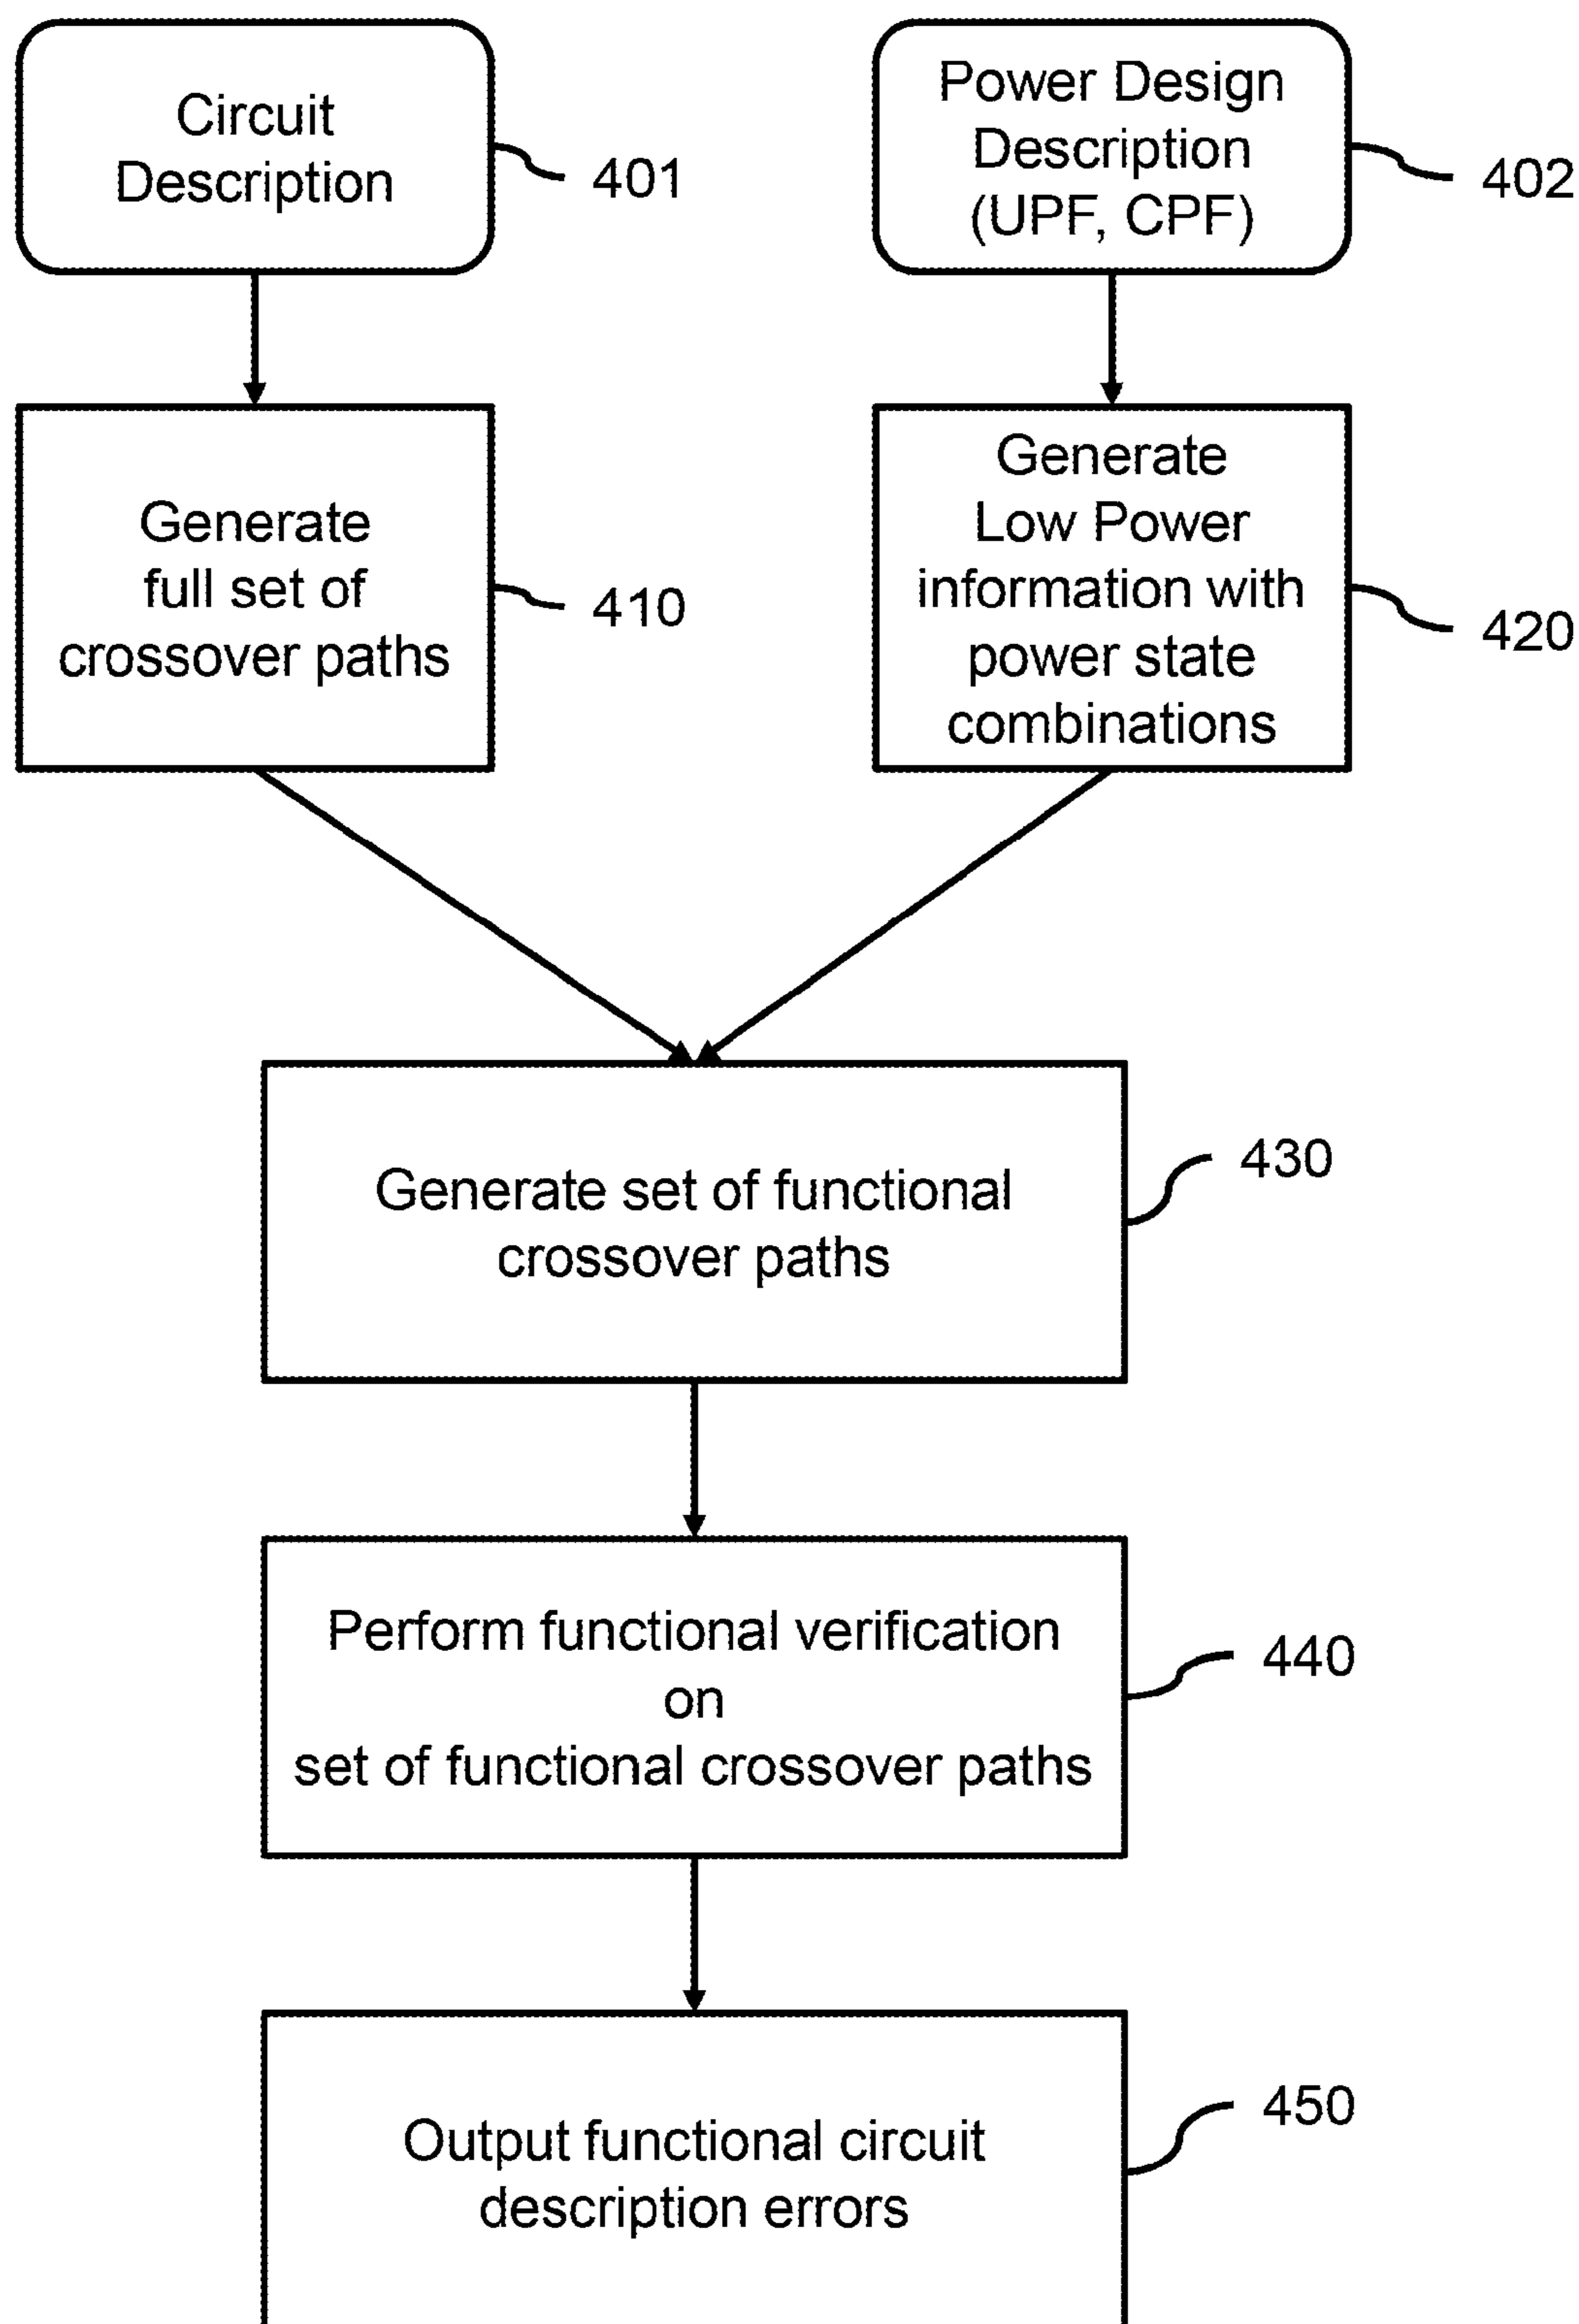 Circuit
Description
401
Power Design
Description
(UPF, CPF)
402
Generate
full set of
crossover paths
410
Generate
Low Power
information with
power state
combinations
420
Generate set of functional
crossover paths
430
Perform functional verification
on
set of functional crossover paths
440
Output functional circuit
description errors
450